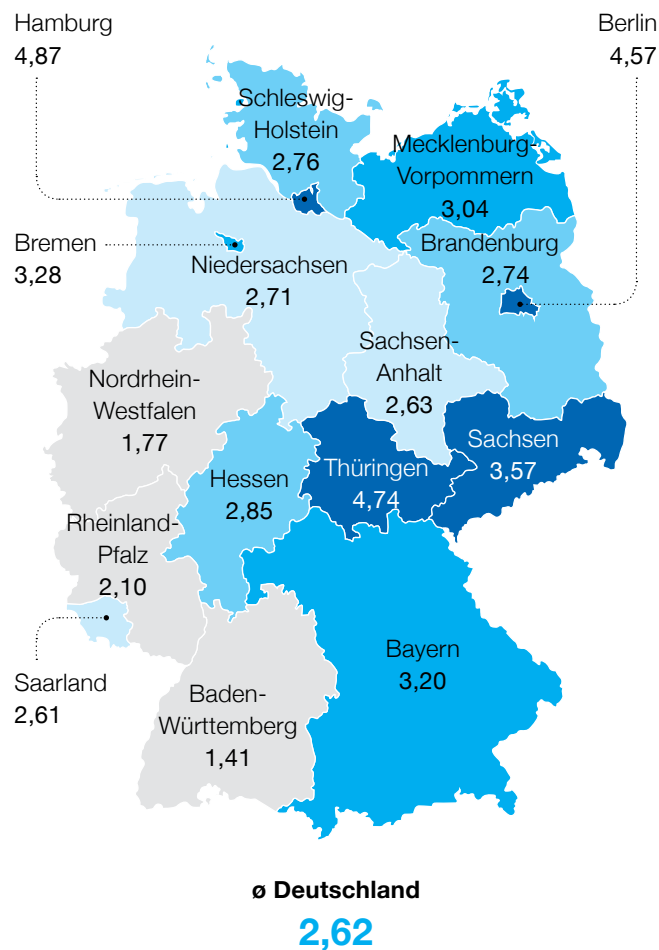 Hamburg
4,87
Berlin
4,57
Schleswig-
Holstein
2,76
Mecklenburg-
Vorpommern
3,04
Bremen
3,28
Niedersachsen
2,71
Brandenburg
2,74
Sachsen-
Anhalt
2,63
Nordrhein-
Westfalen
1,77
Sachsen
3,57
Thüringen
4,74
Hessen
2,85
Rheinland-
Pfalz
2,10
Saarland
2,61
Bayern
3,20
Baden-
Württemberg
1,41
ø Deutschland
2,62